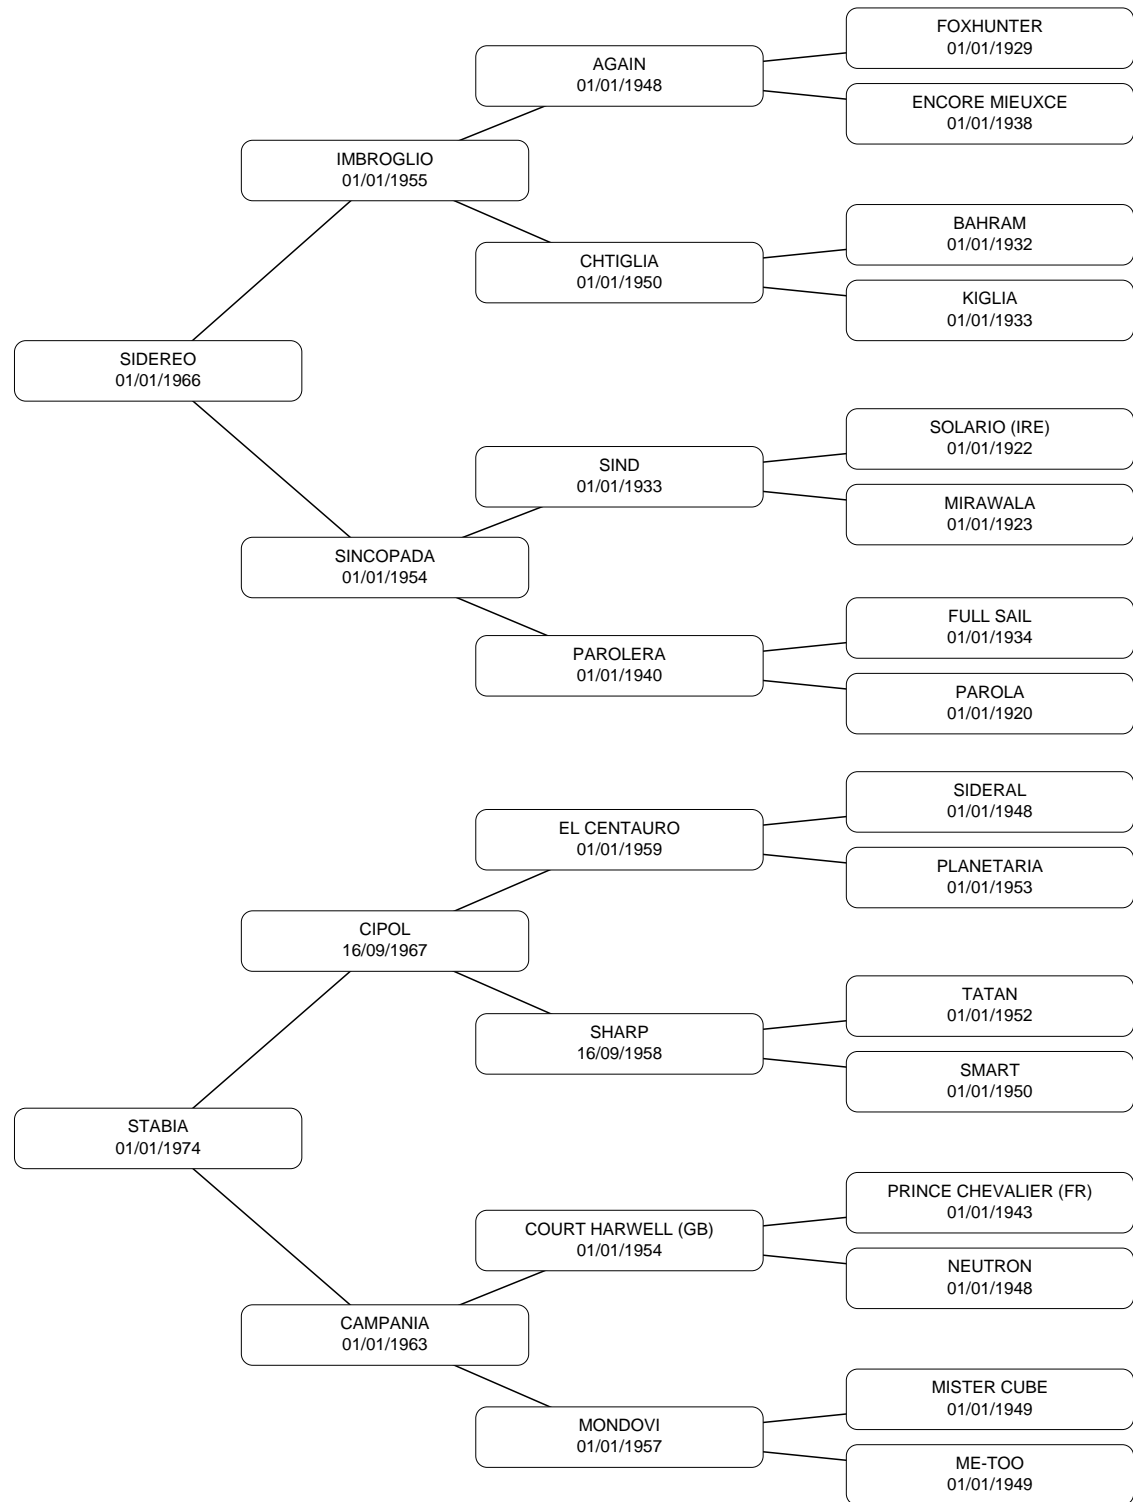 FOXHUNTER
01/01/1929
AGAIN
01/01/1948
ENCORE MIEUXCE
01/01/1938
IMBROGLIO
01/01/1955
BAHRAM
01/01/1932
CHTIGLIA
01/01/1950
KIGLIA
01/01/1933
SIDEREO
01/01/1966
SOLARIO (IRE)
01/01/1922
SIND
01/01/1933
MIRAWALA
01/01/1923
SINCOPADA
01/01/1954
FULL SAIL
01/01/1934
PAROLERA
01/01/1940
PAROLA
01/01/1920
SIDERAL
01/01/1948
EL CENTAURO
01/01/1959
PLANETARIA
01/01/1953
CIPOL
16/09/1967
TATAN
01/01/1952
SHARP
16/09/1958
SMART
01/01/1950
STABIA
01/01/1974
PRINCE CHEVALIER (FR)
01/01/1943
COURT HARWELL (GB)
01/01/1954
NEUTRON
01/01/1948
CAMPANIA
01/01/1963
MISTER CUBE
01/01/1949
MONDOVI
01/01/1957
ME-TOO
01/01/1949